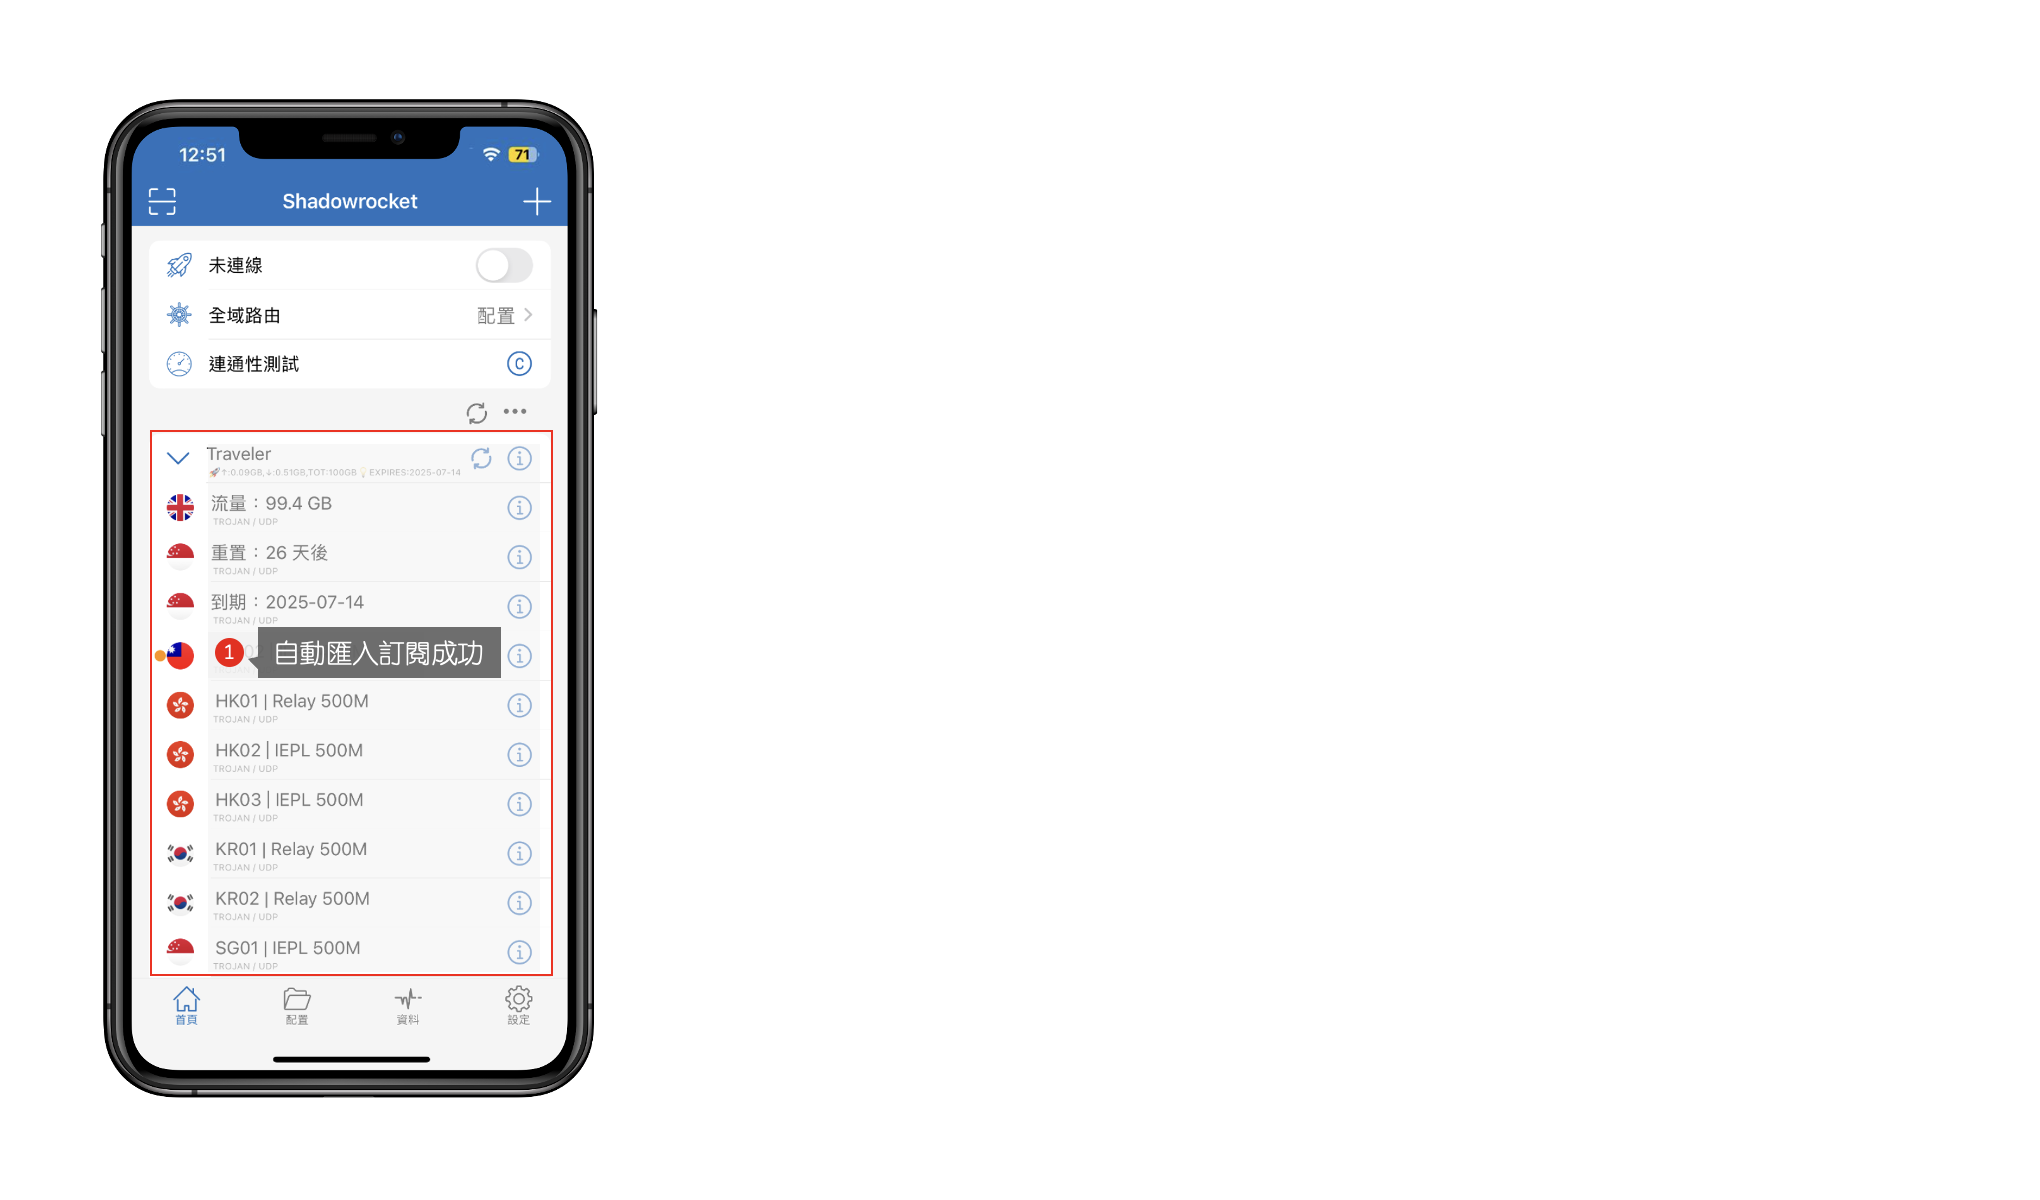 12:51
71
Shadowrocket
未連線
全域路由
配置
連通性測試
C
Traveler
↑:0.09GB,↓:0.51GB,TOT:100GB EXPIRES:2025-07-14
流量：99.4 GB
TROJAN / UDP
重置：26 天後
TROJAN / UDP
到期：2025-07-14
TROJAN / UDP
1
自動匯入訂閱成功
HK01 | Relay 500M
TROJAN / UDP
HK02 | IEPL 500M
TROJAN / UDP
HK03 | IEPL 500M
TROJAN / UDP
KR01 | Relay 500M
TROJAN / UDP
KR02 | Relay 500M
TROJAN / UDP
SG01 | IEPL 500M
TROJAN / UDP
首頁
配置
資料
設定